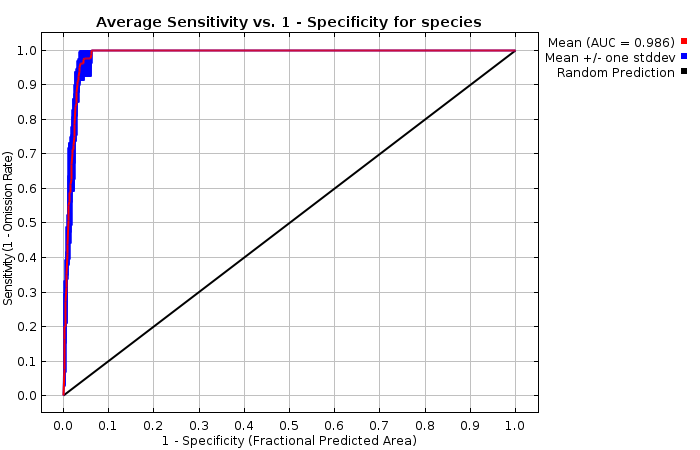 Average Sensitivity vs. 1 - Specificity for species
Mean (AUC = 0.986)
Mean +/- one stddev
Random Prediction
Sensitivity (1 - Omission Rate)
1.0
0.9
0.8
0.7
0.6
0.5
0.4
0.3
0.2
0.1
0.0
0.0 0.1 0.2 0.3 0.4 0.5 0.6 0.7 0.8 0.9 1.0
1 - Specificity (Fractional Predicted Area)